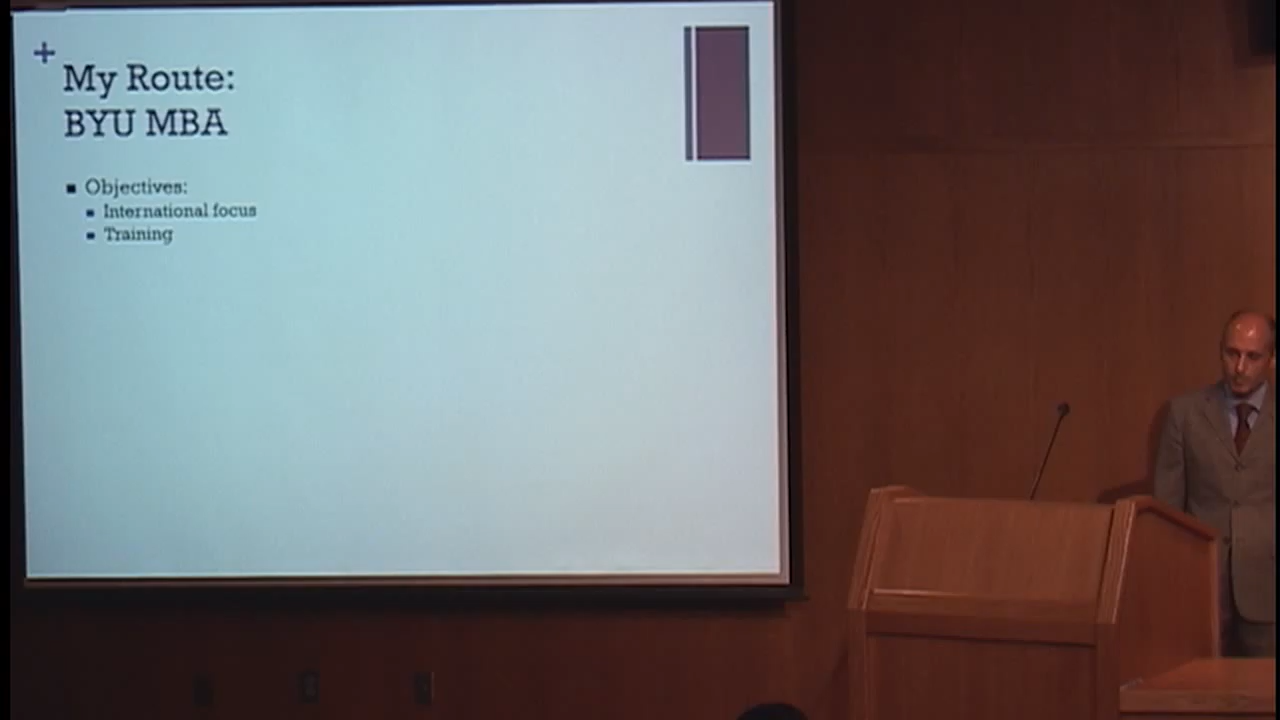 My Route:
BYU MBA
Objectives:
International focus
Training